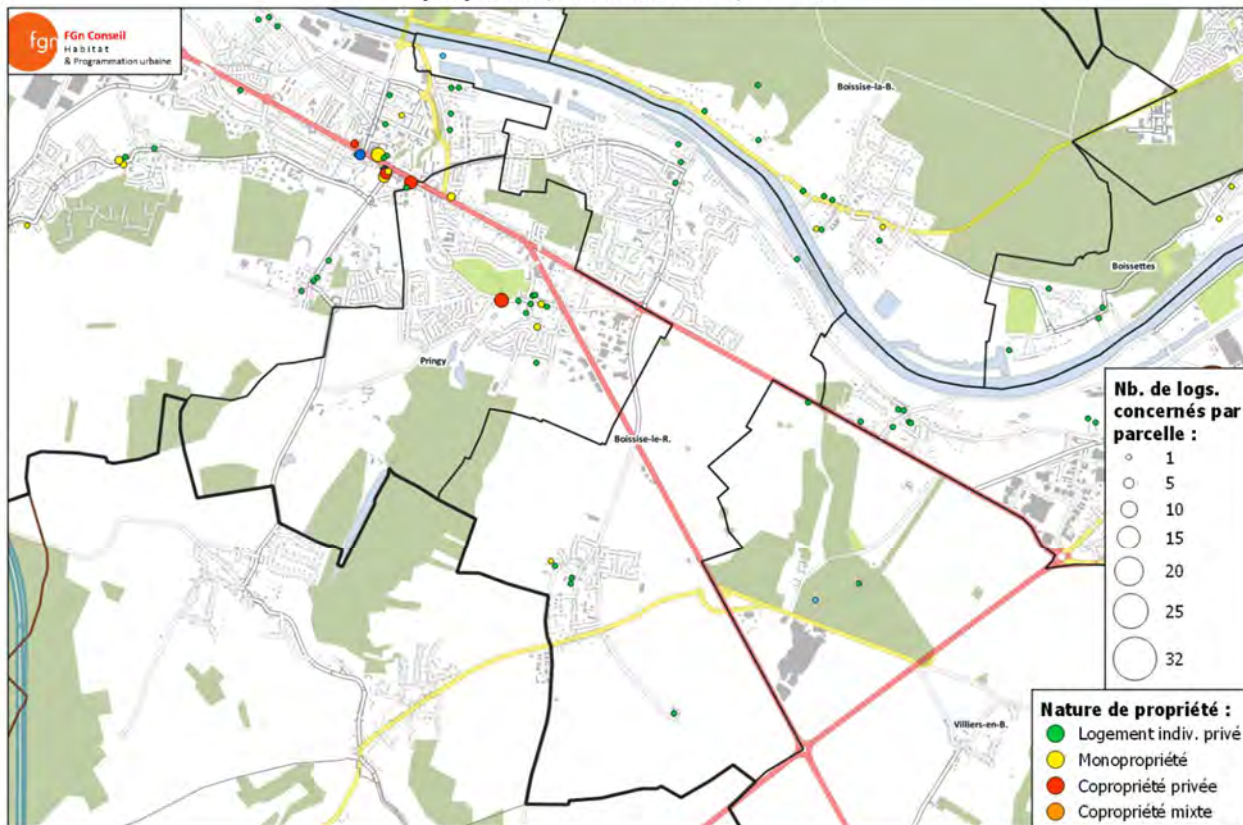 fgn
FGn Conseil
Habitat
& Programmation urbaine
Boissise-la-B.
Boissettes
Pringy
Boissise-le-R.
Villiers-en-B.
Nb. de logs.
concernés par
parcelle :
1
5
10
15
20
25
32
Nature de propriété :
Logement indiv. privé
Monopropriété
Copropriété privée
Copropriété mixte